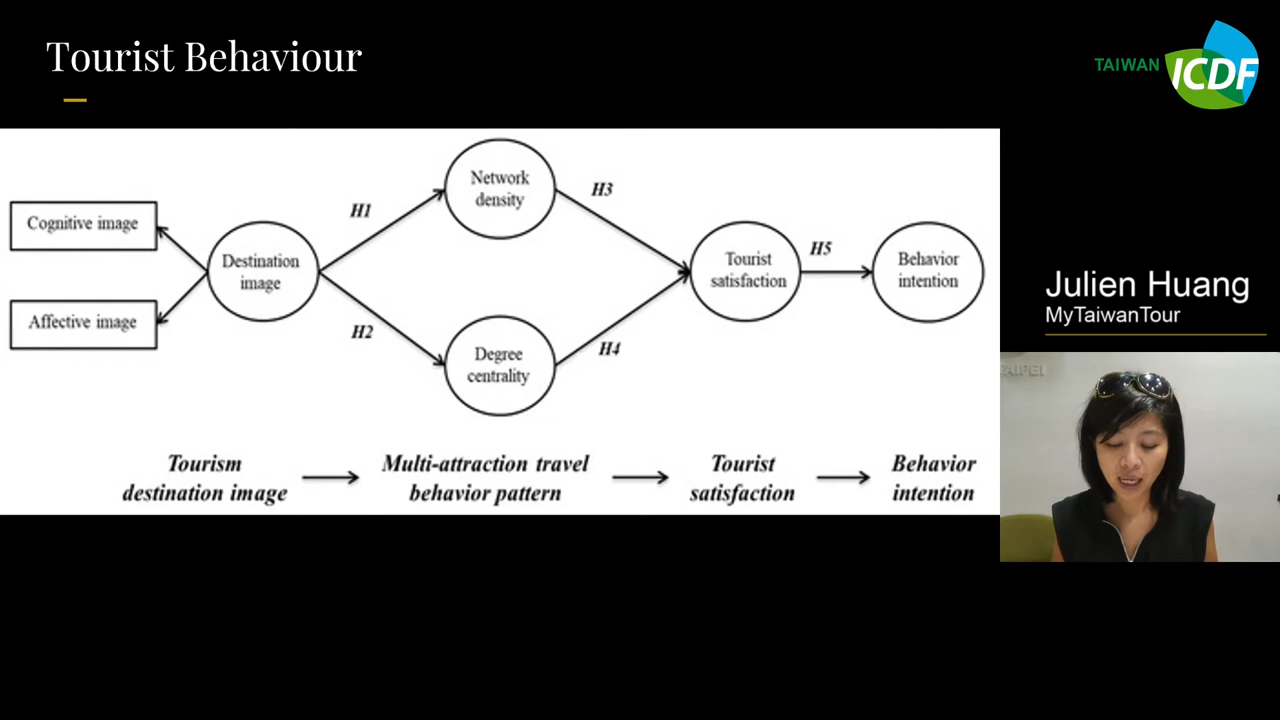 Tourist Behaviour
TAIWAN ICDF
Network
density
H3
H1
Cognitive image
Destination
image
Tourist
satisfaction
H5
Behavior
intention
Affective image
H2
Degree
centrality
H4
Tourism
destination image
Multi-attraction travel
behavior pattern
Tourist
satisfaction
Behavior
intention
Julien Huang
MyTaiwanTour
TAIPEI